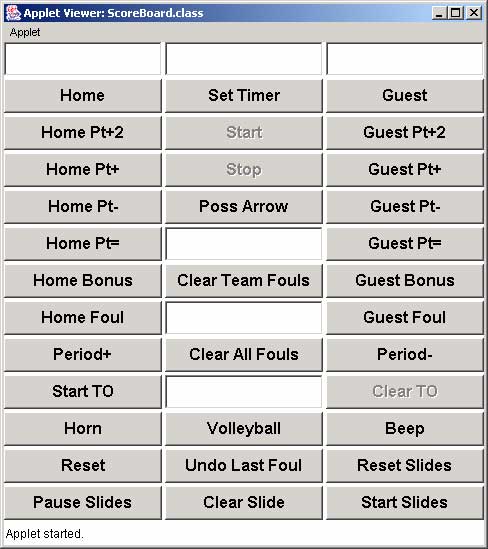 Applet Viewer: ScoreBoard.class
Applet
Home Set Timer Guest
Home Pt+2 Start Guest Pt+2
Home Pt+ Stop Guest Pt+
Home Pt- Poss Arrow Guest Pt-
Home Pt= Guest Pt=
Home Bonus Clear Team Fouls Guest Bonus
Home Foul Guest Foul
Period+ Clear All Fouls Period-
Start TO Clear TO
Horn Volleyball Beep
Reset Undo Last Foul Reset Slides
Pause Slides Clear Slide Start Slides
Applet started.